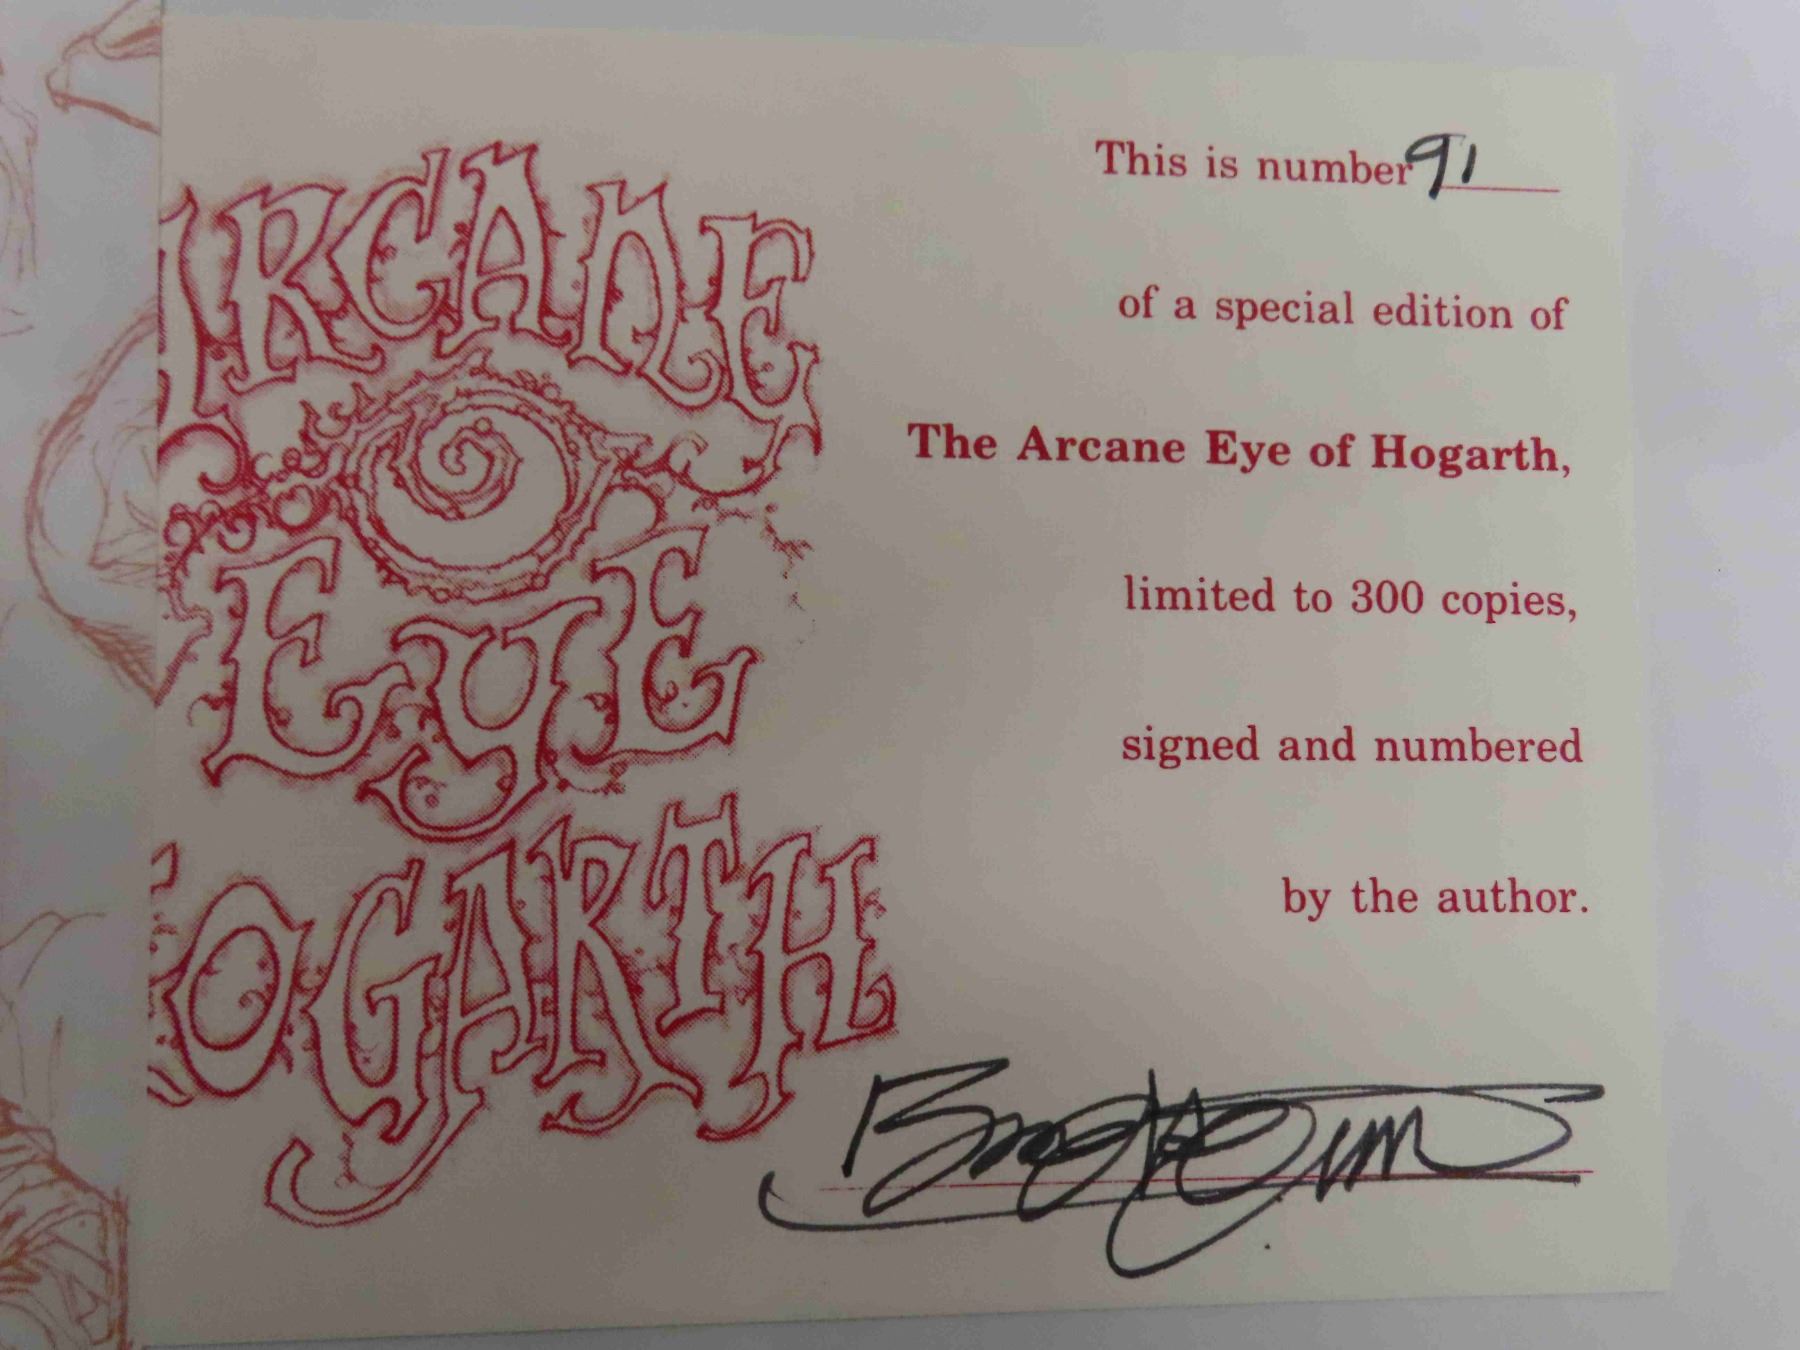 ARCANE
EyE
HOGARTH
This is number 91
of a special edition of
The Arcane Eye of Hogarth,
limited to 300 copies,
signed and numbered
by the author.